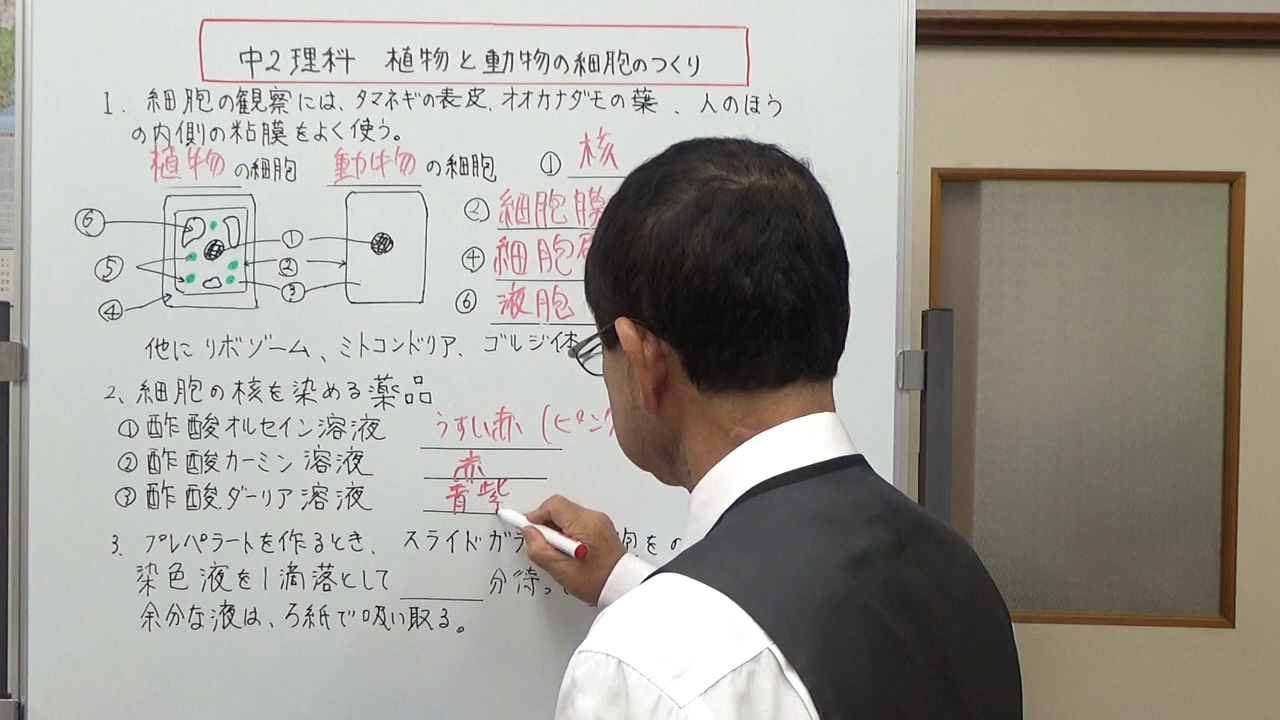 中2理科 植物と動物の細胞のつくり
1. 細胞の観察には、タマネギの表皮、オオカナダモの葉、人のほう
の内側の粘膜をよく使う。
植物の細胞 動物の細胞 ① 核
② 細胞膜
④ 細胞
⑥ 液胞
⑥ ① ② ③ ⑤ ④
他にリボゾーム、ミトコンドリア、ゴルジ体
2、細胞の核を染める薬品
①酢酸オルセイン溶液 うすい赤 (ピンク
②酢酸カーミン溶液 赤
③酢酸ダーリア溶液 青紫
3. プレパラートを作るとき、スライドガラ
染色液を1滴落として 分待っ
余分な液は、ろ紙で吸い取る。